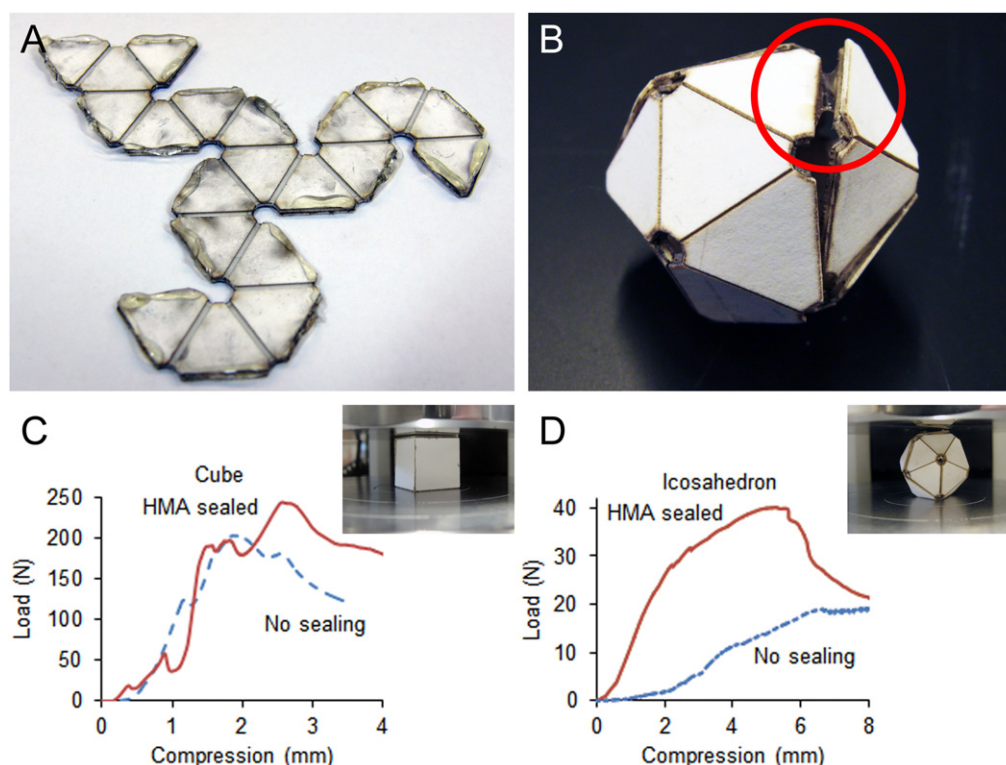 A
B
C
Cube
HMA sealed
No sealing
Load (N)
250
200
150
100
50
0
0 1 2 3 4
Compression (mm)
D
Icosahedron
HMA sealed
No sealing
Load (N)
40
30
20
10
0
0 2 4 6 8
Compression (mm)